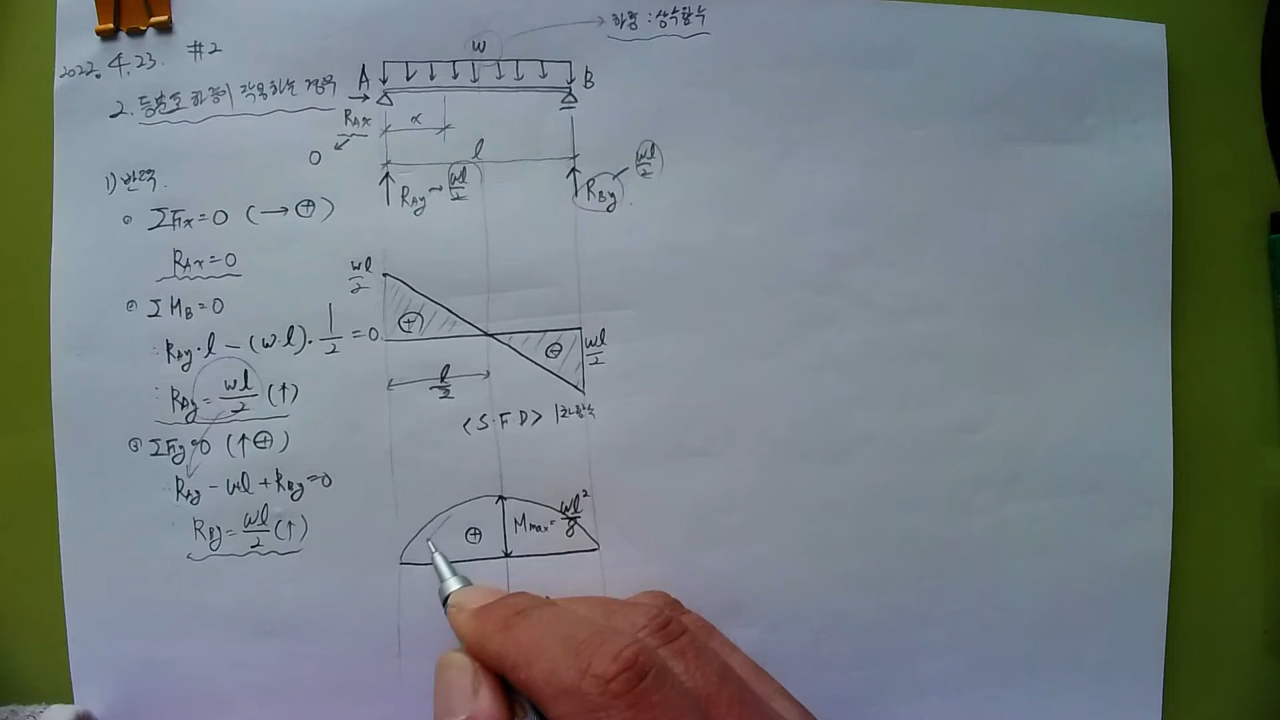 2022. 4. 23. #2
2. 등분포 하중이 작용하는 경우
w
하중 : 상수함수
A
B
RAx
0
x
l
RAy → wl/2
RBy
wl/2
1) 반력
① ΣFx=0 (→ ⊕)
RAx=0
② ΣMB=0
RAy·l - (w·l)·l/2 = 0
RAy = wl/2 (↑)
③ ΣFy=0 (↑⊕)
RAy - wl + RBy = 0
RBy = wl/2 (↑)
wl/2
⊕
⊖
wl/2
l/2
<S.F.D> 1차함수
⊕
Mmax = wl²/8